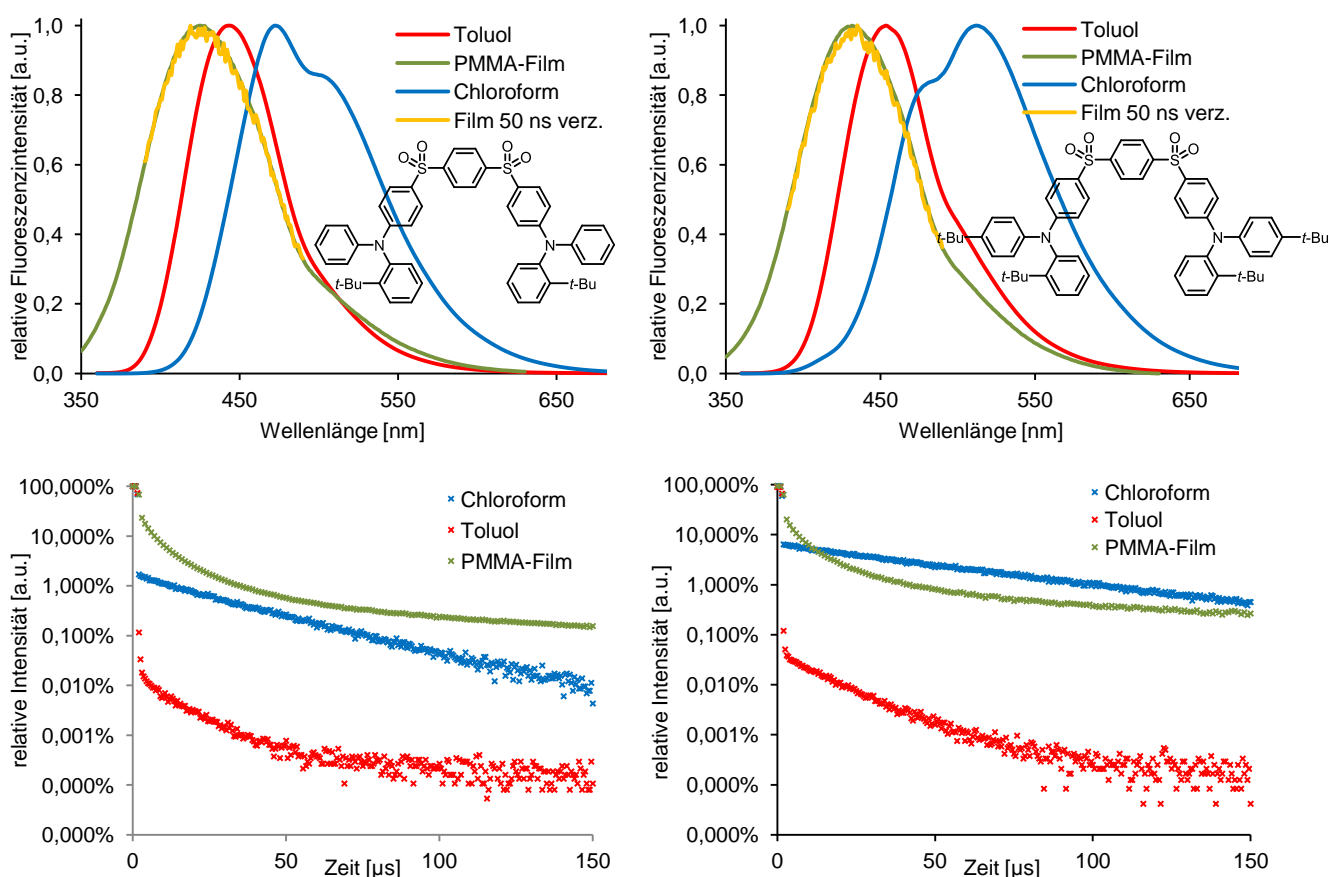 relative Fluoreszenzintensität [a.u.]
1,0
0,8
0,6
0,4
0,2
0,0
350
450
550
650
Wellenlänge [nm]
Toluol
PMMA-Film
Chloroform
Film 50 ns verz.
O
O
S
O
O
S
N
N
t-Bu
t-Bu
relative Fluoreszenzintensität [a.u.]
1,0
0,8
0,6
0,4
0,2
0,0
350
450
550
650
Wellenlänge [nm]
Toluol
PMMA-Film
Chloroform
Film 50 ns verz.
O
O
S
O
O
S
t-Bu
N
N
t-Bu
t-Bu
t-Bu
relative Intensität [a.u.]
100,000%
10,000%
1,000%
0,100%
0,010%
0,001%
0,000%
0,000%
0
50
100
150
Zeit [µs]
Chloroform
Toluol
PMMA-Film
relative Intensität [a.u.]
100,000%
10,000%
1,000%
0,100%
0,010%
0,001%
0,000%
0,000%
0
50
100
150
Zeit [µs]
Chloroform
Toluol
PMMA-Film